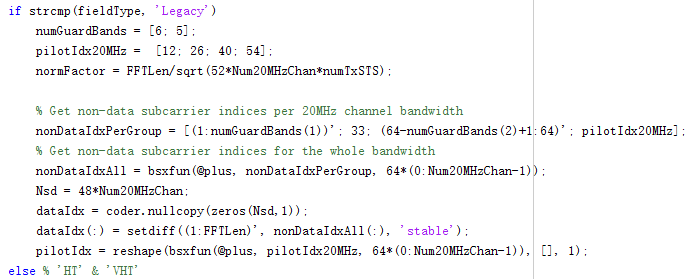 if strcmp(fieldType, 'Legacy')
numGuardBands = [6; 5];
pilotIdx20MHz = [12; 26; 40; 54];
normFactor = FFTLen/sqrt(52*Num20MHzChan*numTxSTS);
% Get non-data subcarrier indices per 20MHz channel bandwidth
nonDataIdxPerGroup = [(1:numGuardBands(1))'; 33; (64-numGuardBands(2)+1:64)'; pilotIdx20MHz];
% Get non-data subcarrier indices for the whole bandwidth
nonDataIdxAll = bsxfun(@plus, nonDataIdxPerGroup, 64*(0:Num20MHzChan-1));
Nsd = 48*Num20MHzChan;
dataIdx = coder.nullcopy(zeros(Nsd,1));
dataIdx(:) = setdiff((1:FFTLen)', nonDataIdxAll(:), 'stable');
pilotIdx = reshape(bsxfun(@plus, pilotIdx20MHz, 64*(0:Num20MHzChan-1)), [], 1);
else % 'HT' & 'VHT'